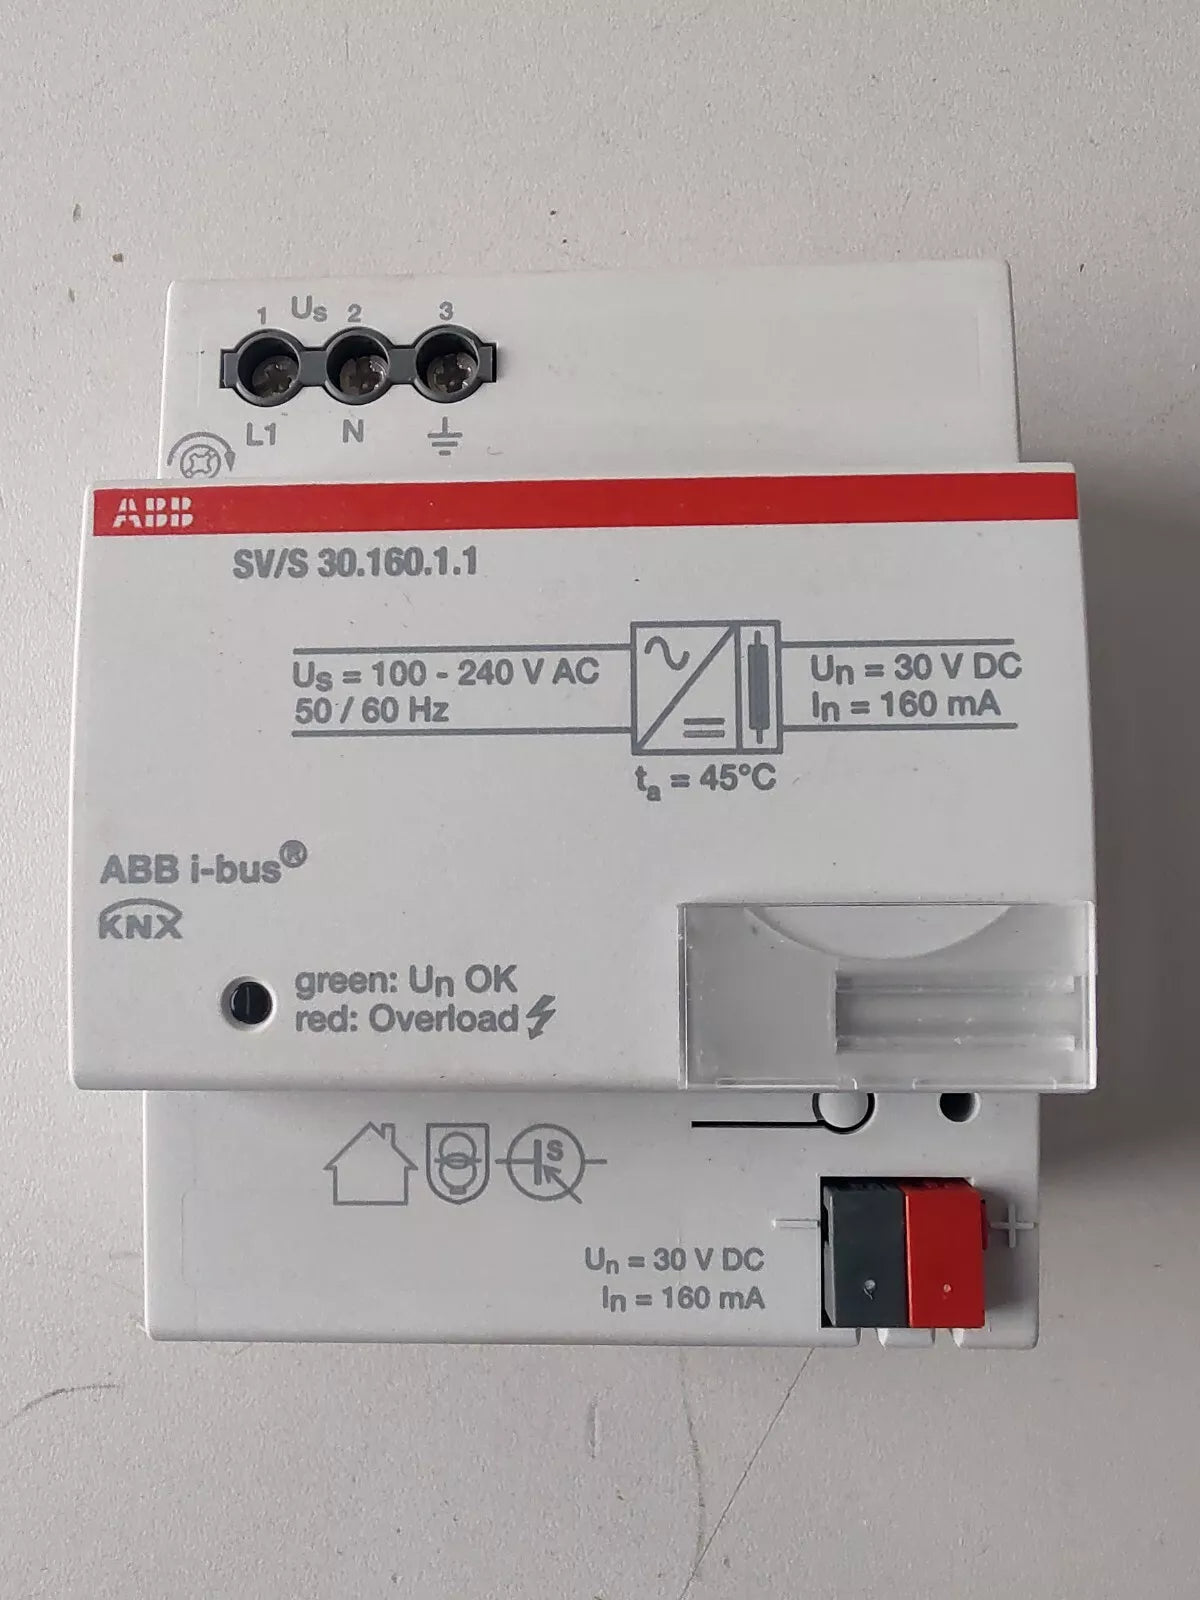 1 Us 2 3
L1 N
ABB
SV/S 30.160.1.1
Us = 100 - 240 V AC
50 / 60 Hz
Un = 30 V DC
In = 160 mA
ta = 45°C
ABB i-bus®
KNX
green: Un OK
red: Overload
S
− +
Un = 30 V DC
In = 160 mA